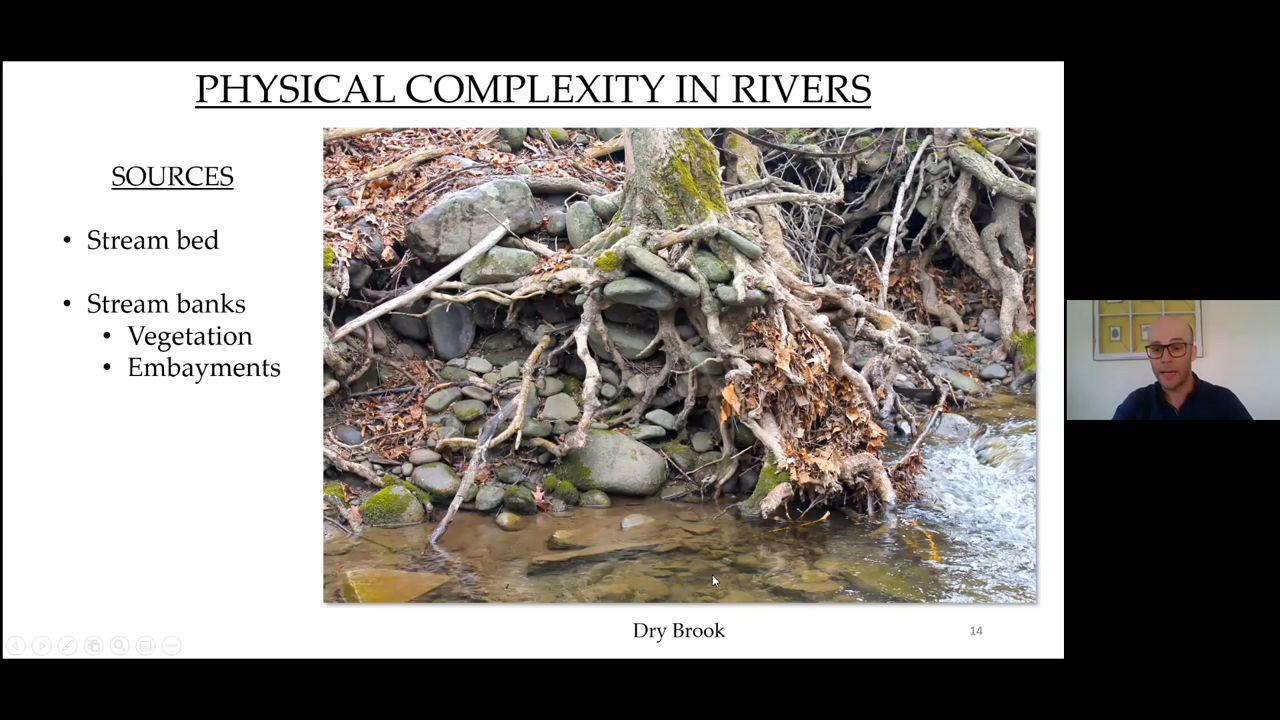 PHYSICAL COMPLEXITY IN RIVERS
SOURCES
• Stream bed
• Stream banks
• Vegetation
• Embayments
Dry Brook
14